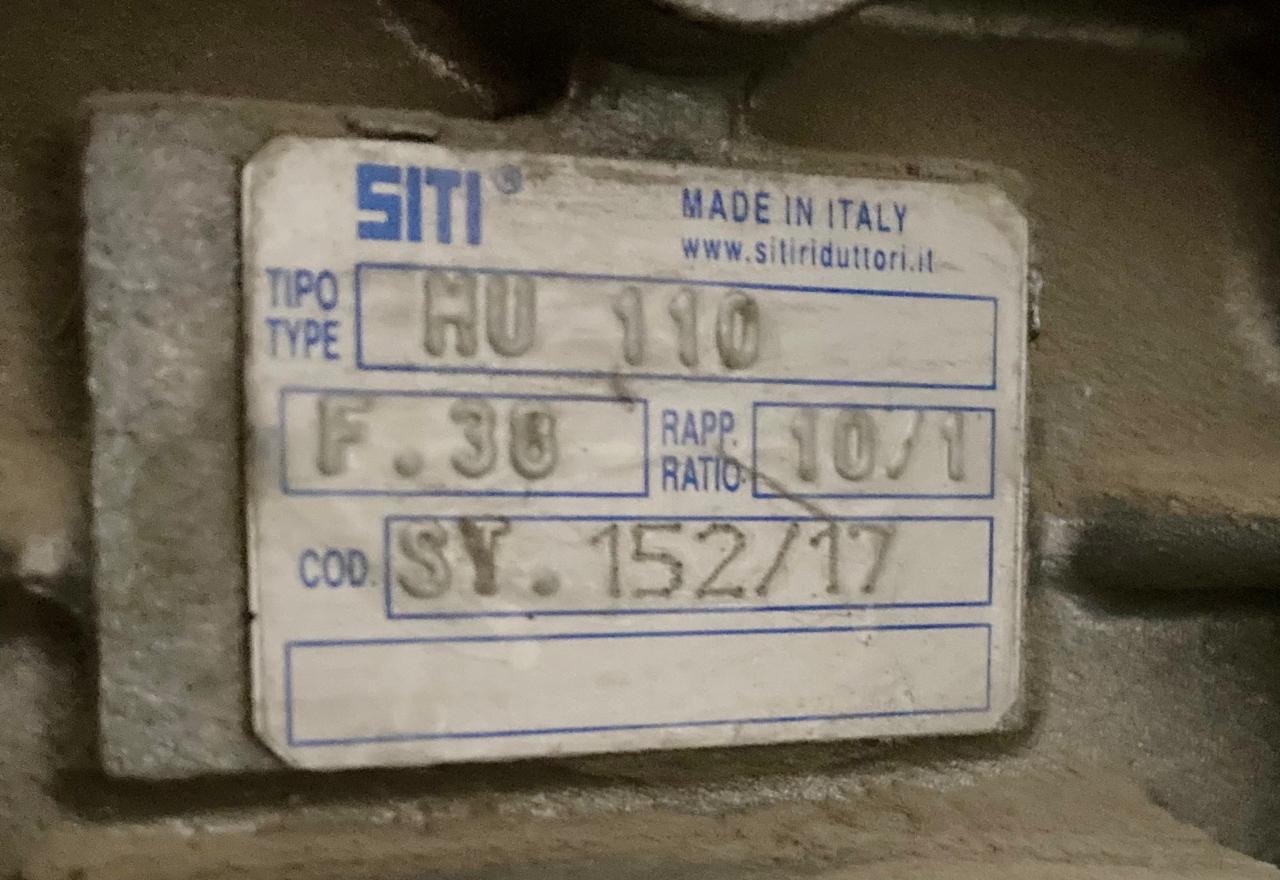 SITI®
MADE IN ITALY
www.sitiriduttori.it
TIPO
TYPE
MU 110
F.38
RAPP.
RATIO
10/1
COD.
SY.152/17